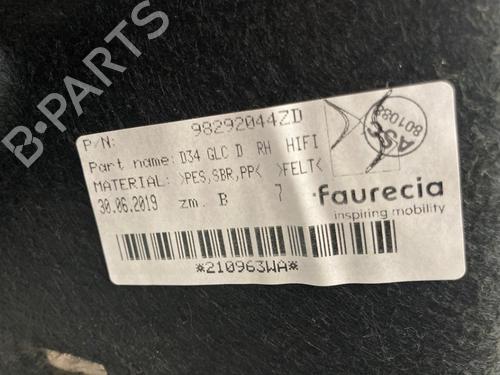 B-PARTS
P/N: 98292044ZD
Part name: D34 GLC D RH HIFI
MATERIAL: >PES,SBR,PP< >FELT<
30.06.2019 zm. B 7
faurecia
inspiring mobility
*210963WA*
801088